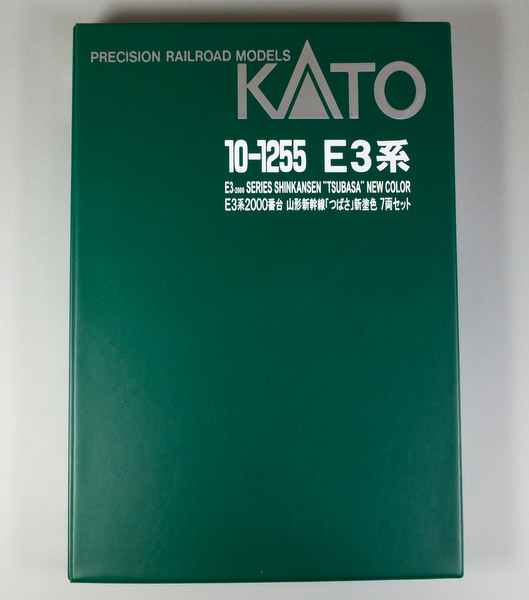 PRECISION RAILROAD MODELS
KATO
10-1255 E3系
E3-2000 SERIES SHINKANSEN "TSUBASA" NEW COLOR
E3系2000番台 山形新幹線「つばさ」新塗色 7両セット